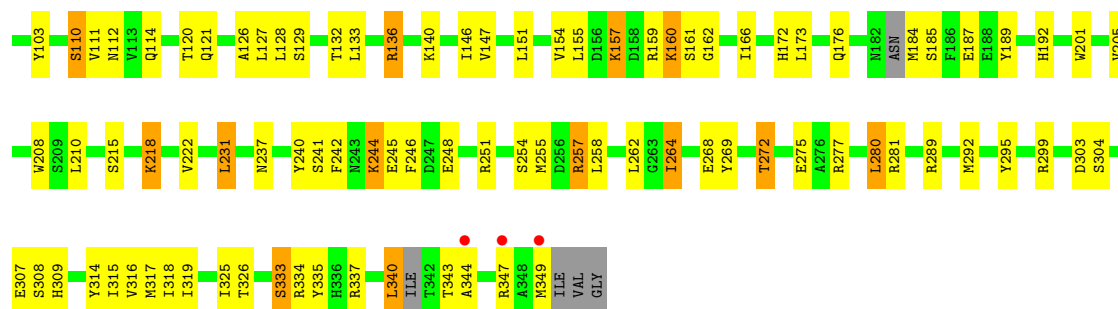 Y103 S110 V111 N112 V113 Q114 T120 Q121 A126 L127 L128 S129 T132 L133 R136 K140 I146 V147 L151 V154 L155 D156 K157 D158 R159 K160 S161 G162 I166 H172 L173 Q176 N182 ASN M184 S185 F186 E187 E188 Y189 H192 W201
W208 S209 L210 S215 K218 V222 L231 N237 Y240 S241 F242 N243 K244 E245 F246 D247 E248 R251 S254 M255 D256 R257 L258 L262 G263 I264 E268 Y269 T272 E275 A276 R277 L280 R281 R289 M292 Y295 R299 D303 S304
E307 S308 H309 Y314 I315 V316 M317 I318 I319 I325 T326 S333 R334 Y335 H336 R337 L340 ILE T342 T343 A344 R347 A348 M349 ILE VAL GLY